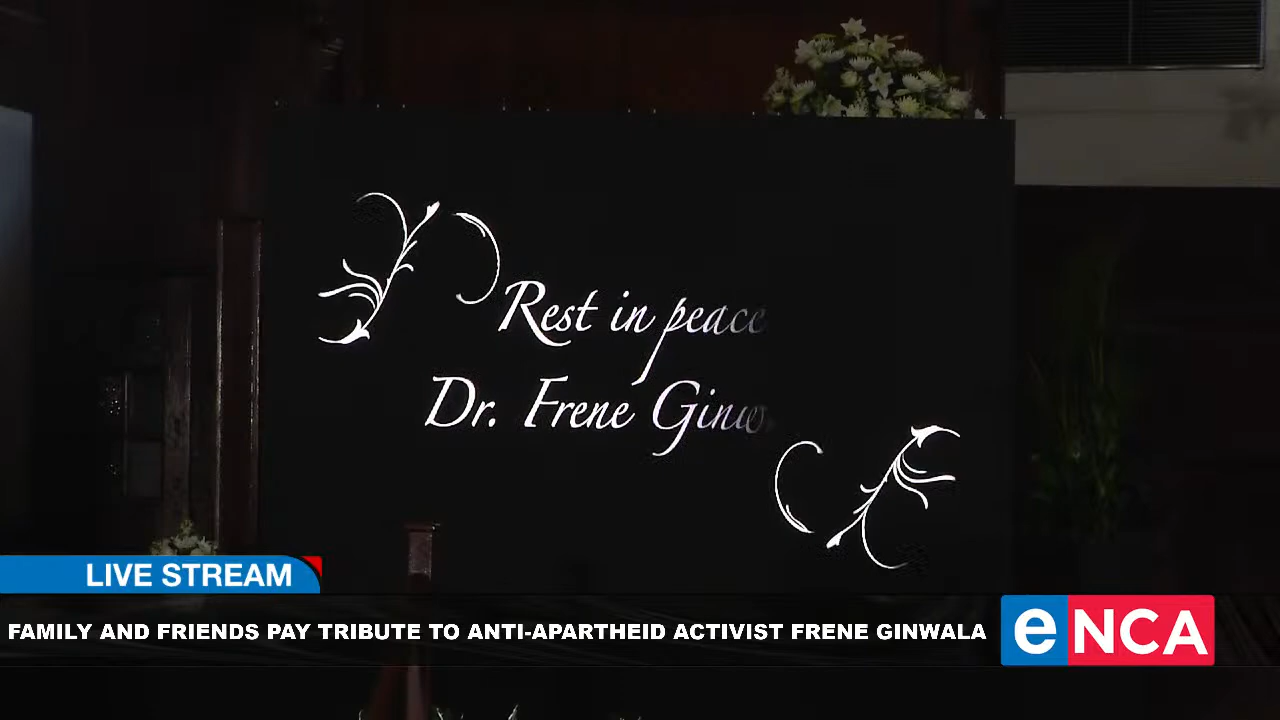 Rest in peace
Dr. Frene Ginw
LIVE STREAM
FAMILY AND FRIENDS PAY TRIBUTE TO ANTI-APARTHEID ACTIVIST FRENE GINWALA
eNCA